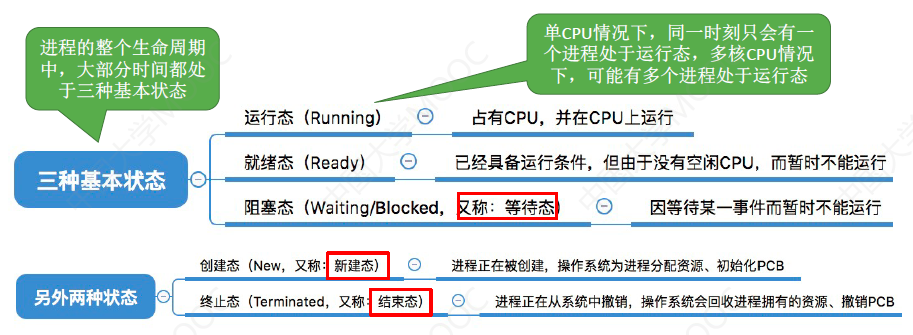 进程的整个生命周期
中，大部分时间都处
于三种基本状态
单CPU情况下，同一时刻只会有一
个进程处于运行态，多核CPU情况
下，可能有多个进程处于运行态
三种基本状态
运行态（Running）
占有CPU，并在CPU上运行
就绪态（Ready）
已经具备运行条件，但由于没有空闲CPU，而暂时不能运行
阻塞态（Waiting/Blocked，又称：等待态）
因等待某一事件而暂时不能运行
另外两种状态
创建态（New，又称：新建态）
进程正在被创建，操作系统为进程分配资源、初始化PCB
终止态（Terminated，又称：结束态）
进程正在从系统中撤销，操作系统会回收进程拥有的资源、撤销PCB
中国大学MOOC